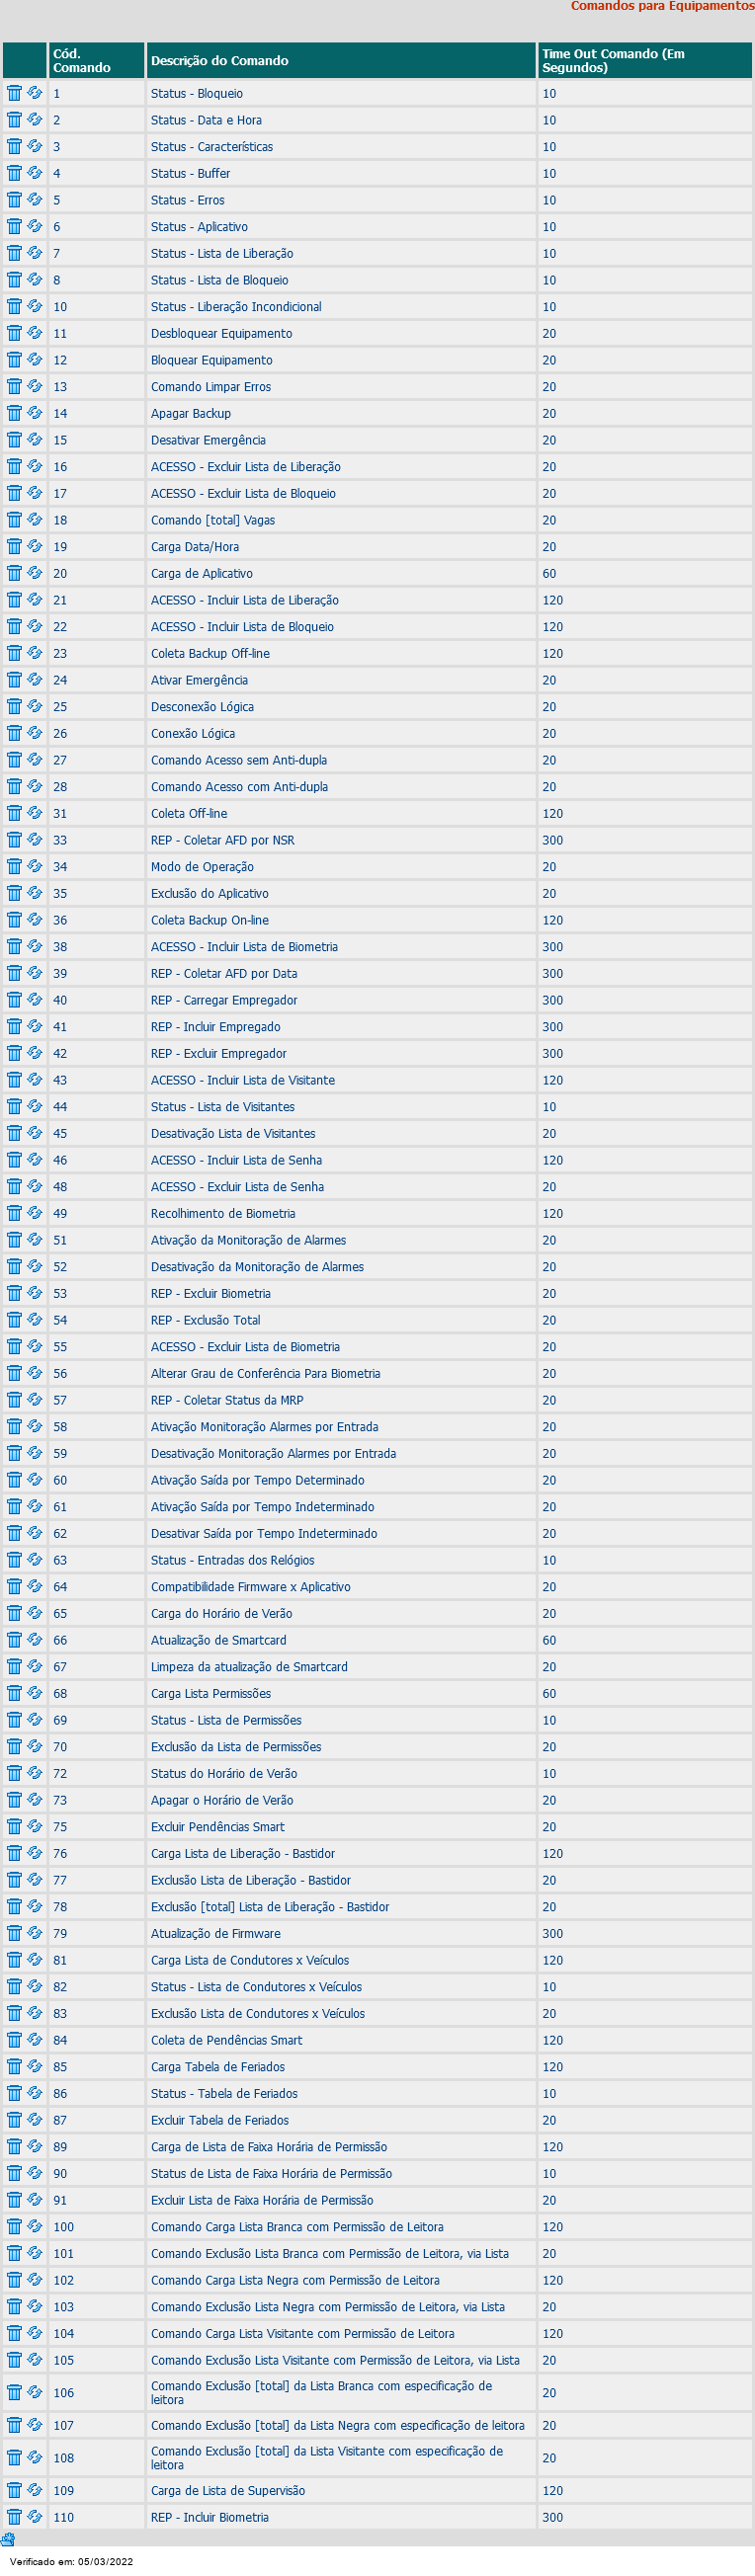 Comandos para Equipamentos
Cód. Comando Descrição do Comando Time Out Comando (Em Segundos)
1 Status - Bloqueio 10
2 Status - Data e Hora 10
3 Status - Características 10
4 Status - Buffer 10
5 Status - Erros 10
6 Status - Aplicativo 10
7 Status - Lista de Liberação 10
8 Status - Lista de Bloqueio 10
10 Status - Liberação Incondicional 10
11 Desbloquear Equipamento 20
12 Bloquear Equipamento 20
13 Comando Limpar Erros 20
14 Apagar Backup 20
15 Desativar Emergência 20
16 ACESSO - Excluir Lista de Liberação 20
17 ACESSO - Excluir Lista de Bloqueio 20
18 Comando [total] Vagas 20
19 Carga Data/Hora 20
20 Carga de Aplicativo 60
21 ACESSO - Incluir Lista de Liberação 120
22 ACESSO - Incluir Lista de Bloqueio 120
23 Coleta Backup Off-line 120
24 Ativar Emergência 20
25 Desconexão Lógica 20
26 Conexão Lógica 20
27 Comando Acesso sem Anti-dupla 20
28 Comando Acesso com Anti-dupla 20
31 Coleta Off-line 120
33 REP - Coletar AFD por NSR 300
34 Modo de Operação 20
35 Exclusão do Aplicativo 20
36 Coleta Backup On-line 120
38 ACESSO - Incluir Lista de Biometria 300
39 REP - Coletar AFD por Data 300
40 REP - Carregar Empregador 300
41 REP - Incluir Empregado 300
42 REP - Excluir Empregador 300
43 ACESSO - Incluir Lista de Visitante 120
44 Status - Lista de Visitantes 10
45 Desativação Lista de Visitantes 20
46 ACESSO - Incluir Lista de Senha 120
48 ACESSO - Excluir Lista de Senha 20
49 Recolhimento de Biometria 120
51 Ativação da Monitoração de Alarmes 20
52 Desativação da Monitoração de Alarmes 20
53 REP - Excluir Biometria 20
54 REP - Exclusão Total 20
55 ACESSO - Excluir Lista de Biometria 20
56 Alterar Grau de Conferência Para Biometria 20
57 REP - Coletar Status da MRP 20
58 Ativação Monitoração Alarmes por Entrada 20
59 Desativação Monitoração Alarmes por Entrada 20
60 Ativação Saída por Tempo Determinado 20
61 Ativação Saída por Tempo Indeterminado 20
62 Desativar Saída por Tempo Indeterminado 20
63 Status - Entradas dos Relógios 10
64 Compatibilidade Firmware x Aplicativo 20
65 Carga do Horário de Verão 20
66 Atualização de Smartcard 60
67 Limpeza da atualização de Smartcard 20
68 Carga Lista Permissões 60
69 Status - Lista de Permissões 10
70 Exclusão da Lista de Permissões 20
72 Status do Horário de Verão 10
73 Apagar o Horário de Verão 20
75 Excluir Pendências Smart 20
76 Carga Lista de Liberação - Bastidor 120
77 Exclusão Lista de Liberação - Bastidor 20
78 Exclusão [total] Lista de Liberação - Bastidor 20
79 Atualização de Firmware 300
81 Carga Lista de Condutores x Veículos 120
82 Status - Lista de Condutores x Veículos 10
83 Exclusão Lista de Condutores x Veículos 20
84 Coleta de Pendências Smart 120
85 Carga Tabela de Feriados 120
86 Status - Tabela de Feriados 10
87 Excluir Tabela de Feriados 20
89 Carga de Lista de Faixa Horária de Permissão 120
90 Status de Lista de Faixa Horária de Permissão 10
91 Excluir Lista de Faixa Horária de Permissão 20
100 Comando Carga Lista Branca com Permissão de Leitora 120
101 Comando Exclusão Lista Branca com Permissão de Leitora, via Lista 20
102 Comando Carga Lista Negra com Permissão de Leitora 120
103 Comando Exclusão Lista Negra com Permissão de Leitora, via Lista 20
104 Comando Carga Lista Visitante com Permissão de Leitora 120
105 Comando Exclusão Lista Visitante com Permissão de Leitora, via Lista 20
106 Comando Exclusão [total] da Lista Branca com especificação de leitora 20
107 Comando Exclusão [total] da Lista Negra com especificação de leitora 20
108 Comando Exclusão [total] da Lista Visitante com especificação de leitora 20
109 Carga de Lista de Supervisão 120
110 REP - Incluir Biometria 300
Verificado em: 05/03/2022